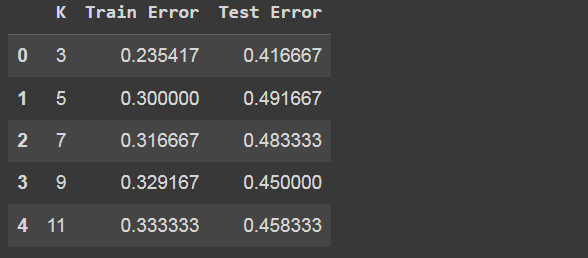 K Train Error Test Error
0 3 0.235417 0.416667
1 5 0.300000 0.491667
2 7 0.316667 0.483333
3 9 0.329167 0.450000
4 11 0.333333 0.458333